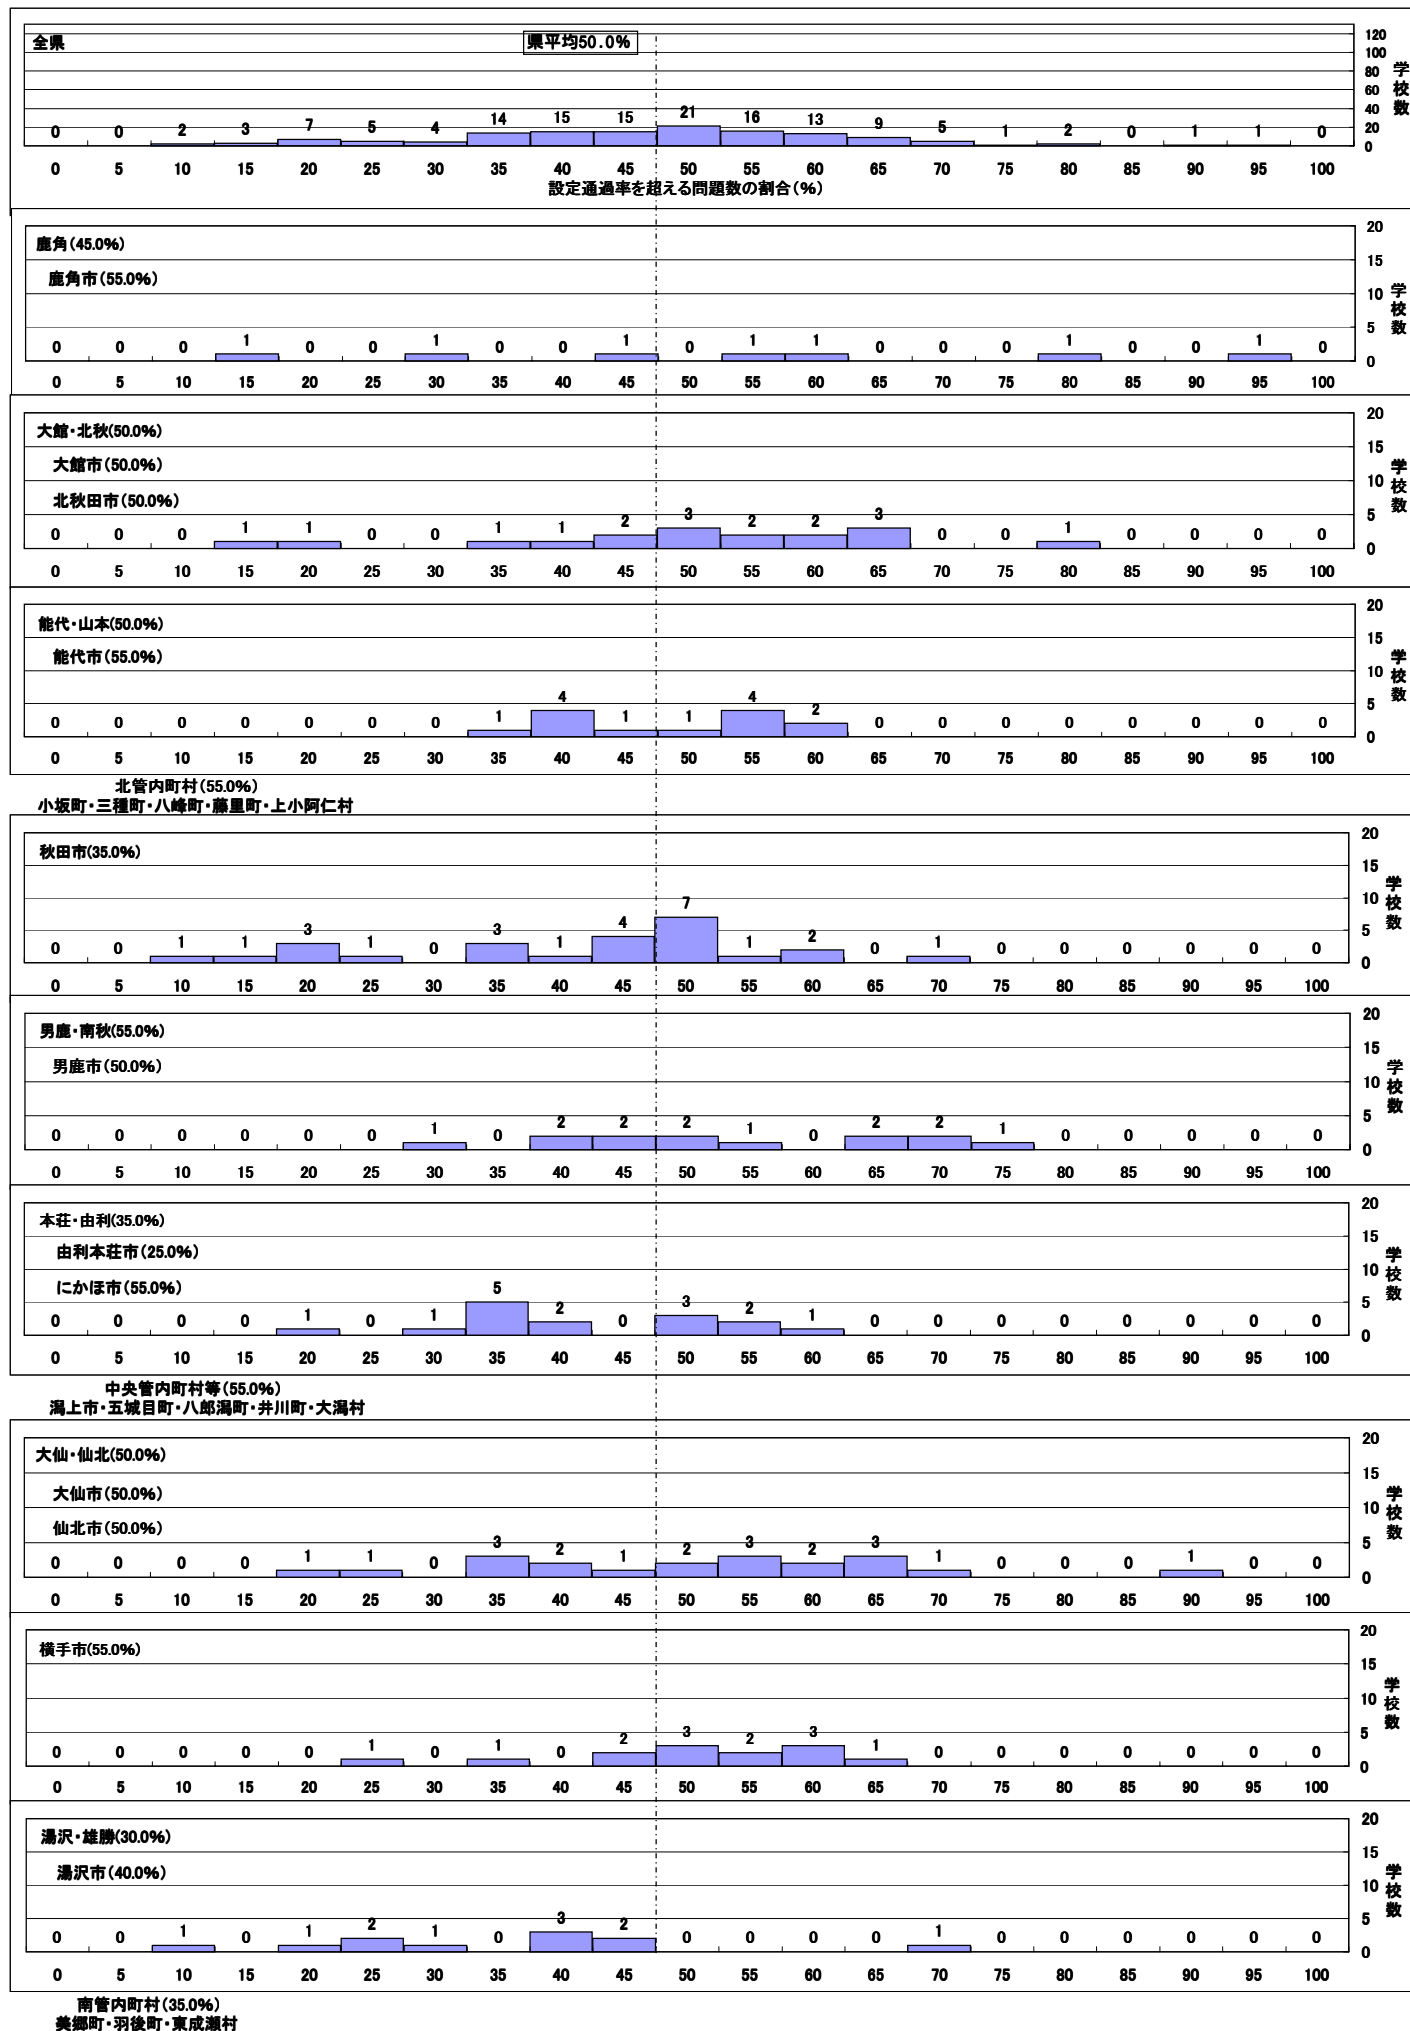 全県
県平均50.0%
120
100
80
60
40
20
0
学校数
0 0 2 3 7 5 4 14 15 15 21 16 13 9 5 1 2 0 1 1 0
0 5 10 15 20 25 30 35 40 45 50 55 60 65 70 75 80 85 90 95 100
設定通過率を超える問題数の割合(%)
鹿角(45.0%)
鹿角市(55.0%)
20
15
10
5
0
学校数
0 0 0 1 0 0 1 0 0 1 0 1 1 0 0 0 1 0 0 1 0
0 5 10 15 20 25 30 35 40 45 50 55 60 65 70 75 80 85 90 95 100
大館・北秋(50.0%)
大館市(50.0%)
北秋田市(50.0%)
20
15
10
5
0
学校数
0 0 0 1 1 0 0 1 1 2 3 2 2 3 0 0 1 0 0 0 0
0 5 10 15 20 25 30 35 40 45 50 55 60 65 70 75 80 85 90 95 100
能代・山本(50.0%)
能代市(55.0%)
20
15
10
5
0
学校数
0 0 0 0 0 0 0 1 4 1 1 4 2 0 0 0 0 0 0 0 0
0 5 10 15 20 25 30 35 40 45 50 55 60 65 70 75 80 85 90 95 100
北管内町村(55.0%)
小坂町・三種町・八峰町・藤里町・上小阿仁村
秋田市(35.0%)
20
15
10
5
0
学校数
0 0 1 1 3 1 0 3 1 4 7 1 2 0 1 0 0 0 0 0 0
0 5 10 15 20 25 30 35 40 45 50 55 60 65 70 75 80 85 90 95 100
男鹿・南秋(55.0%)
男鹿市(50.0%)
20
15
10
5
0
学校数
0 0 0 0 0 0 1 0 2 2 2 1 0 2 2 1 0 0 0 0 0
0 5 10 15 20 25 30 35 40 45 50 55 60 65 70 75 80 85 90 95 100
本荘・由利(35.0%)
由利本荘市(25.0%)
にかほ市(55.0%)
20
15
10
5
0
学校数
0 0 0 0 1 0 1 5 2 0 3 2 1 0 0 0 0 0 0 0 0
0 5 10 15 20 25 30 35 40 45 50 55 60 65 70 75 80 85 90 95 100
中央管内町村等(55.0%)
潟上市・五城目町・八郎潟町・井川町・大潟村
大仙・仙北(50.0%)
大仙市(50.0%)
仙北市(50.0%)
20
15
10
5
0
学校数
0 0 0 0 1 1 0 3 2 1 2 3 2 3 1 0 0 0 1 0 0
0 5 10 15 20 25 30 35 40 45 50 55 60 65 70 75 80 85 90 95 100
横手市(55.0%)
20
15
10
5
0
学校数
0 0 0 0 0 1 0 1 0 2 3 2 3 1 0 0 0 0 0 0 0
0 5 10 15 20 25 30 35 40 45 50 55 60 65 70 75 80 85 90 95 100
湯沢・雄勝(30.0%)
湯沢市(40.0%)
20
15
10
5
0
学校数
0 0 1 0 1 2 1 0 3 2 0 0 0 0 1 0 0 0 0 0 0
0 5 10 15 20 25 30 35 40 45 50 55 60 65 70 75 80 85 90 95 100
南管内町村(35.0%)
美郷町・羽後町・東成瀬村